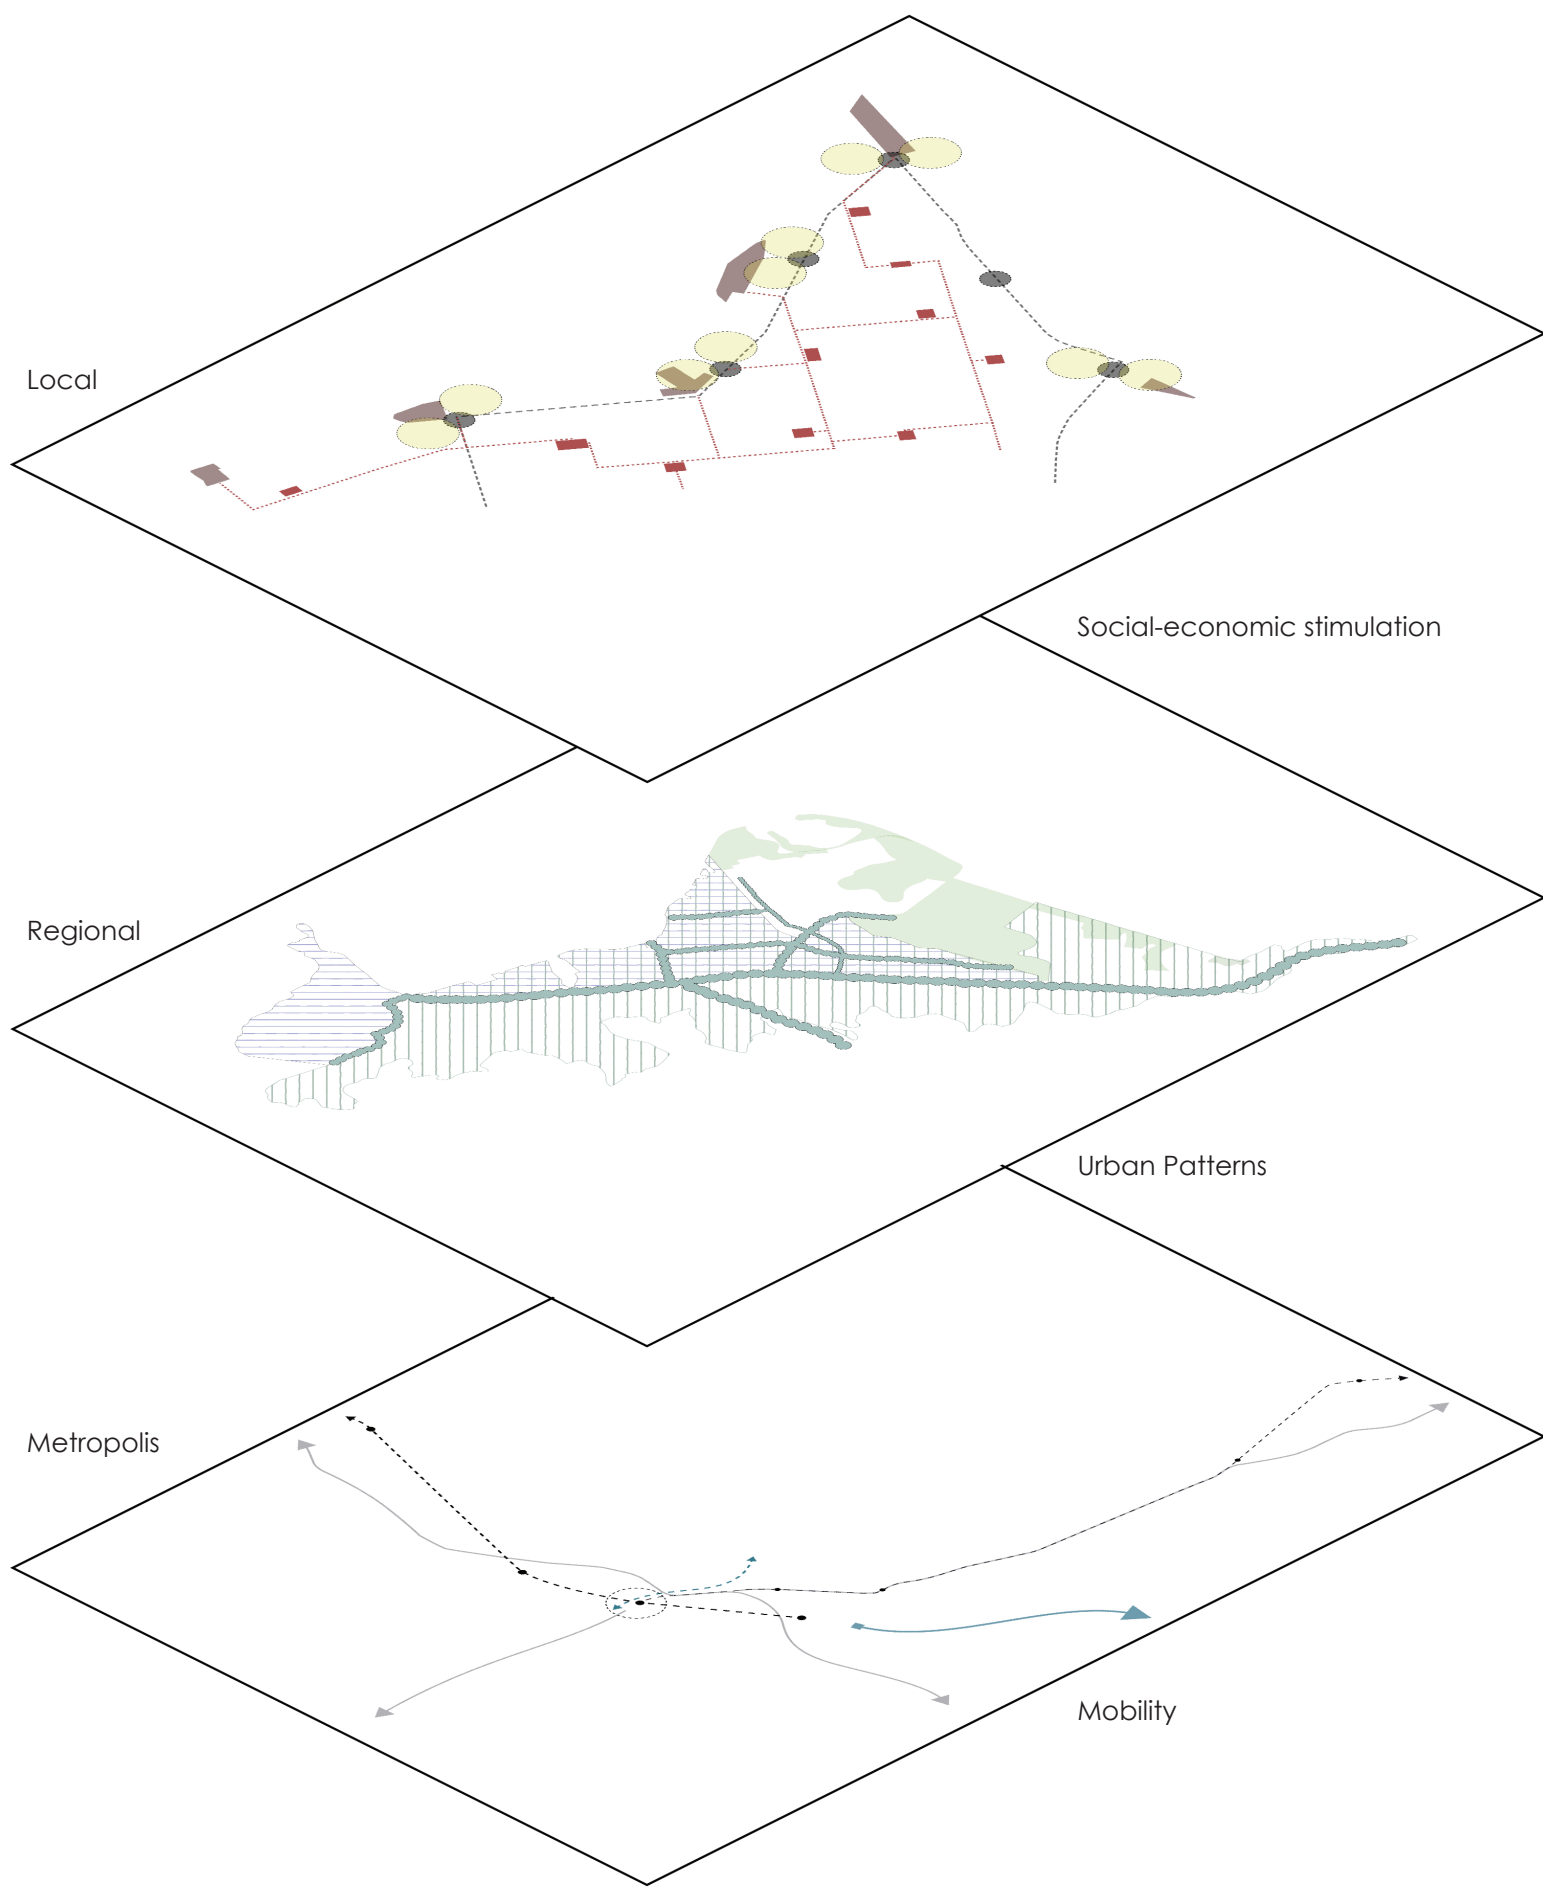 Local
Social-economic stimulation
Regional
Urban Patterns
Metropolis
Mobility